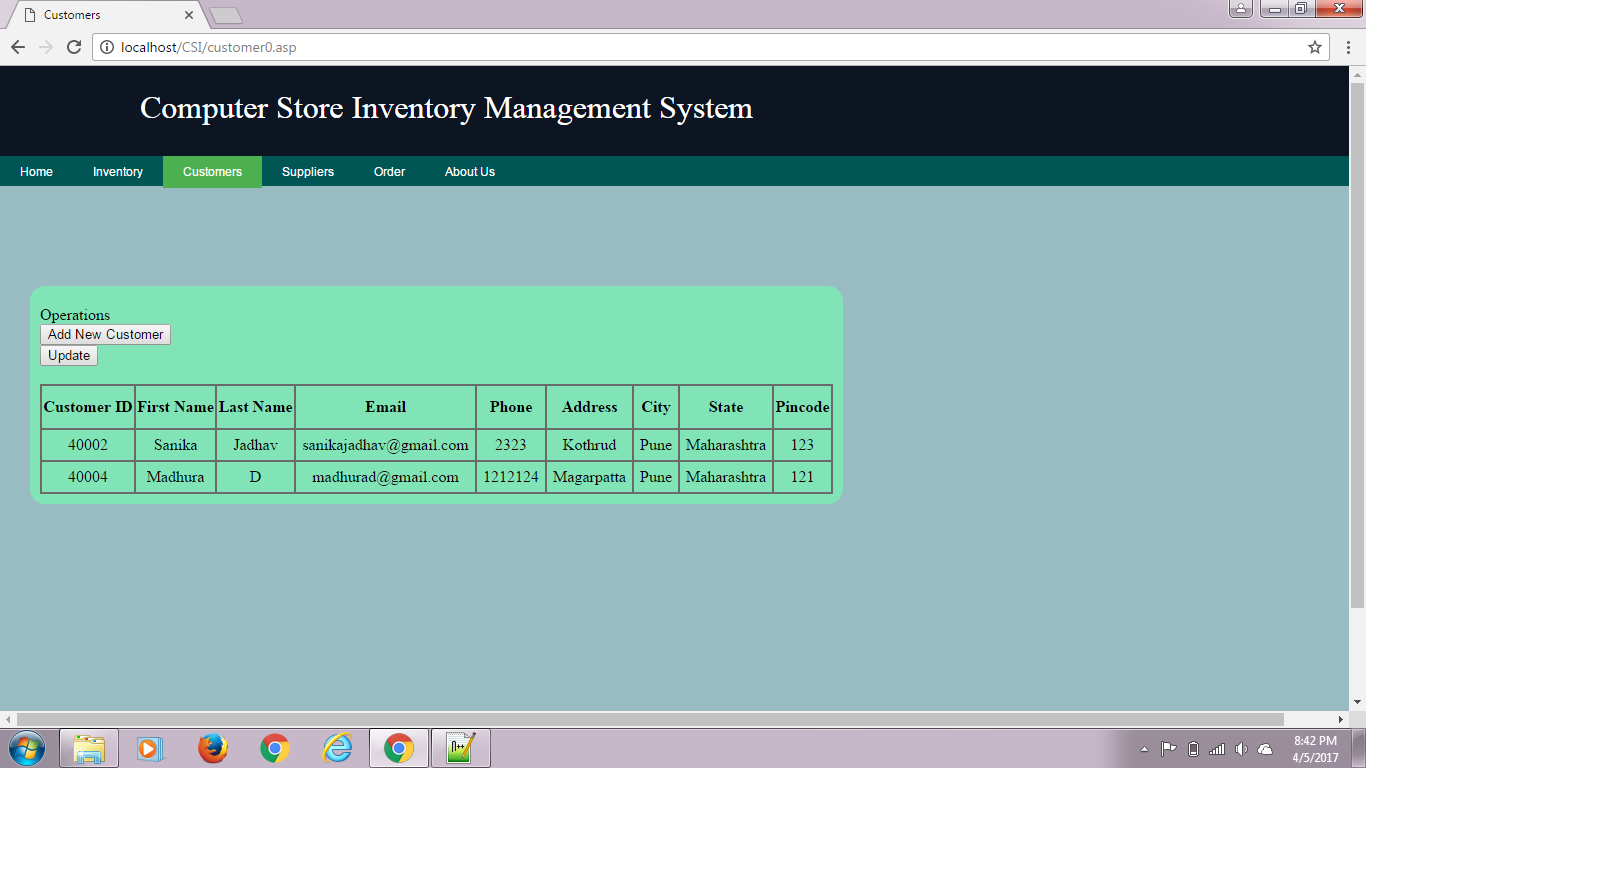 Customers
localhost/CSI/customer0.asp
Computer Store Inventory Management System
Home Inventory Customers Suppliers Order About Us
Operations
Add New Customer
Update
Customer ID First Name Last Name Email Phone Address City State Pincode
40002 Sanika Jadhav sanikajadhav@gmail.com 2323 Kothrud Pune Maharashtra 123
40004 Madhura D madhurad@gmail.com 1212124 Magarpatta Pune Maharashtra 121
8:42 PM
4/5/2017